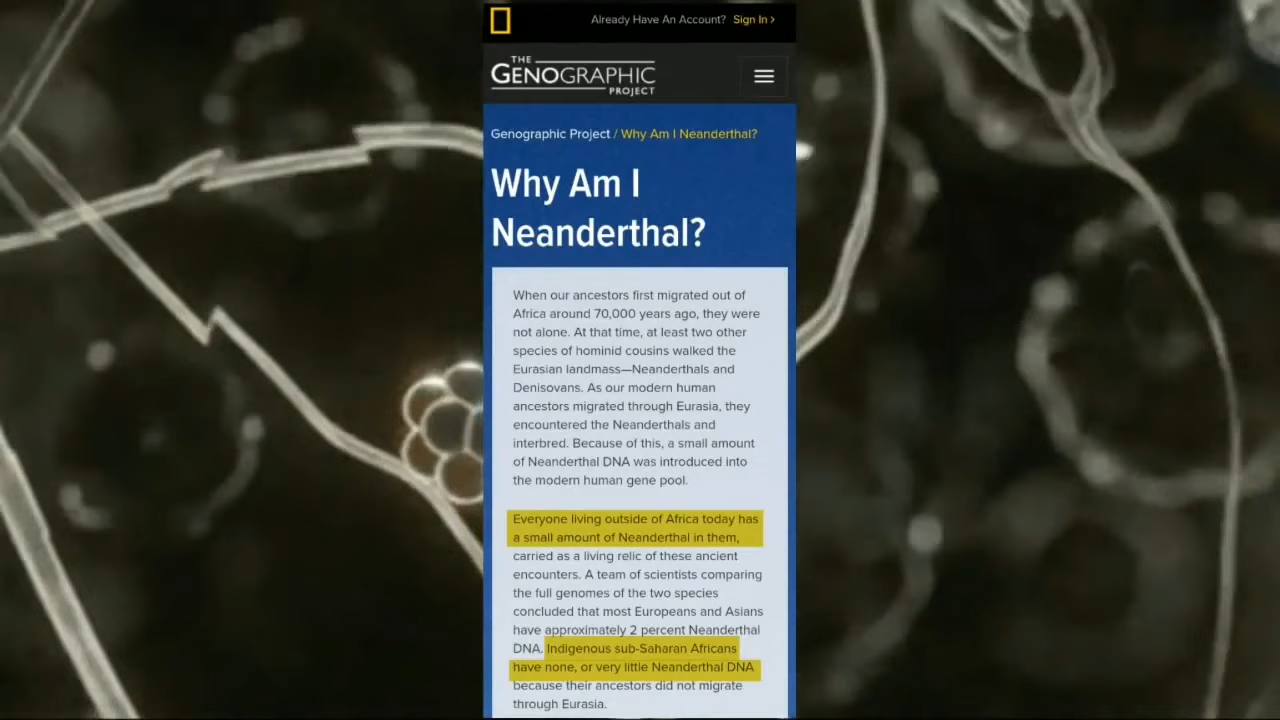 Already Have An Account? Sign In ›
THE
GENOGRAPHIC
PROJECT
Genographic Project / Why Am I Neanderthal?
Why Am I
Neanderthal?
When our ancestors first migrated out of
Africa around 70,000 years ago, they were
not alone. At that time, at least two other
species of hominid cousins walked the
Eurasian landmass—Neanderthals and
Denisovans. As our modern human
ancestors migrated through Eurasia, they
encountered the Neanderthals and
interbred. Because of this, a small amount
of Neanderthal DNA was introduced into
the modern human gene pool.
Everyone living outside of Africa today has
a small amount of Neanderthal in them,
carried as a living relic of these ancient
encounters. A team of scientists comparing
the full genomes of the two species
concluded that most Europeans and Asians
have approximately 2 percent Neanderthal
DNA. Indigenous sub-Saharan Africans
have none, or very little Neanderthal DNA
because their ancestors did not migrate
through Eurasia.